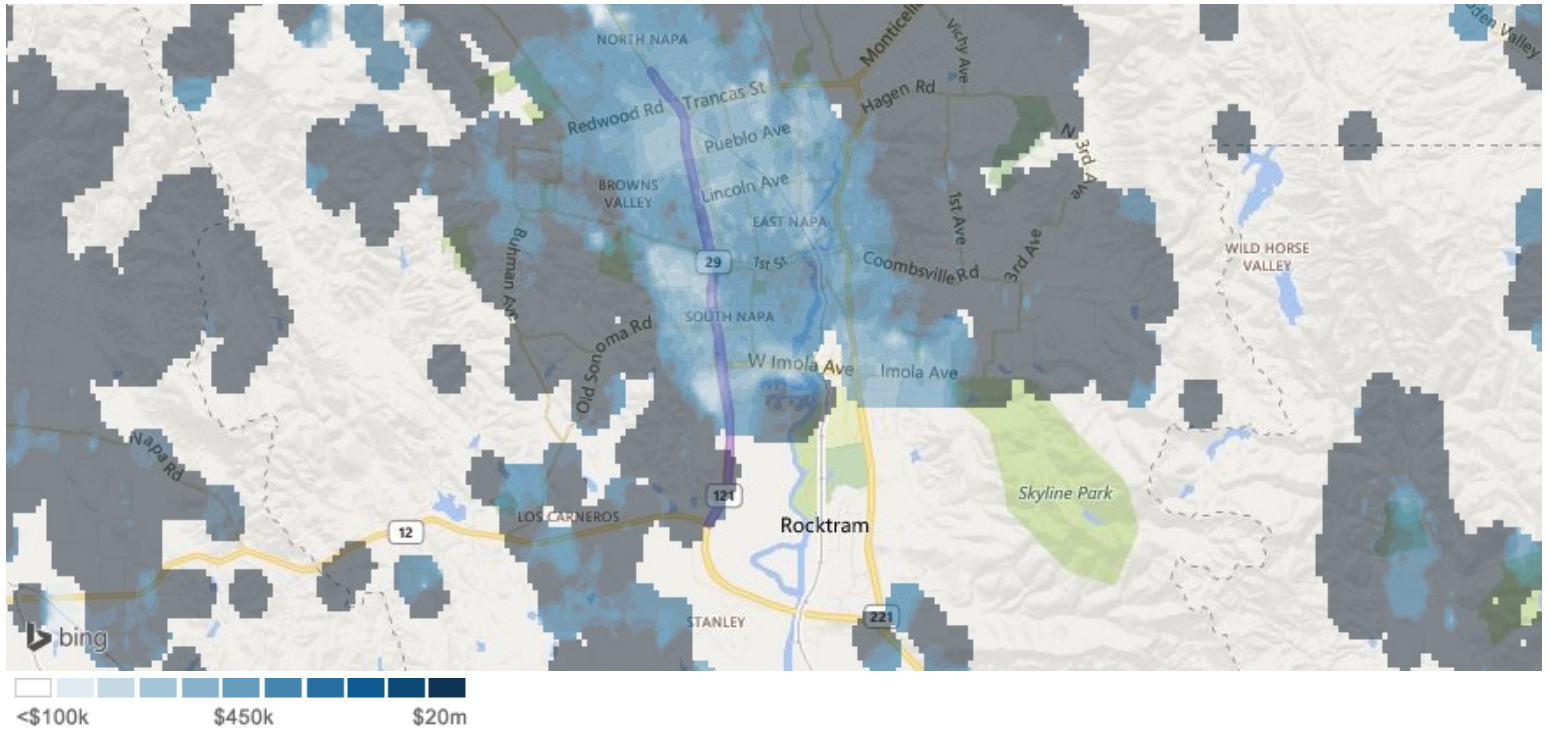 NORTH NAPA
Monticello
Vichy Ave
Valley
Trancas St
Redwood Rd
Hagen Rd
Pueblo Ave
N 3rd Ave
Lincoln Ave
BROWNS
VALLEY
EAST NAPA
1st Ave
3rd Ave
Buhman Ave
29
1st St
Coombsville Rd
WILD HORSE
VALLEY
SOUTH NAPA
Old Sonoma Rd
W Imola Ave
Imola Ave
Napa Rd
121
Skyline Park
LOS CARNEROS
12
Rocktram
STANLEY
221
bing
<$100k
$450k
$20m